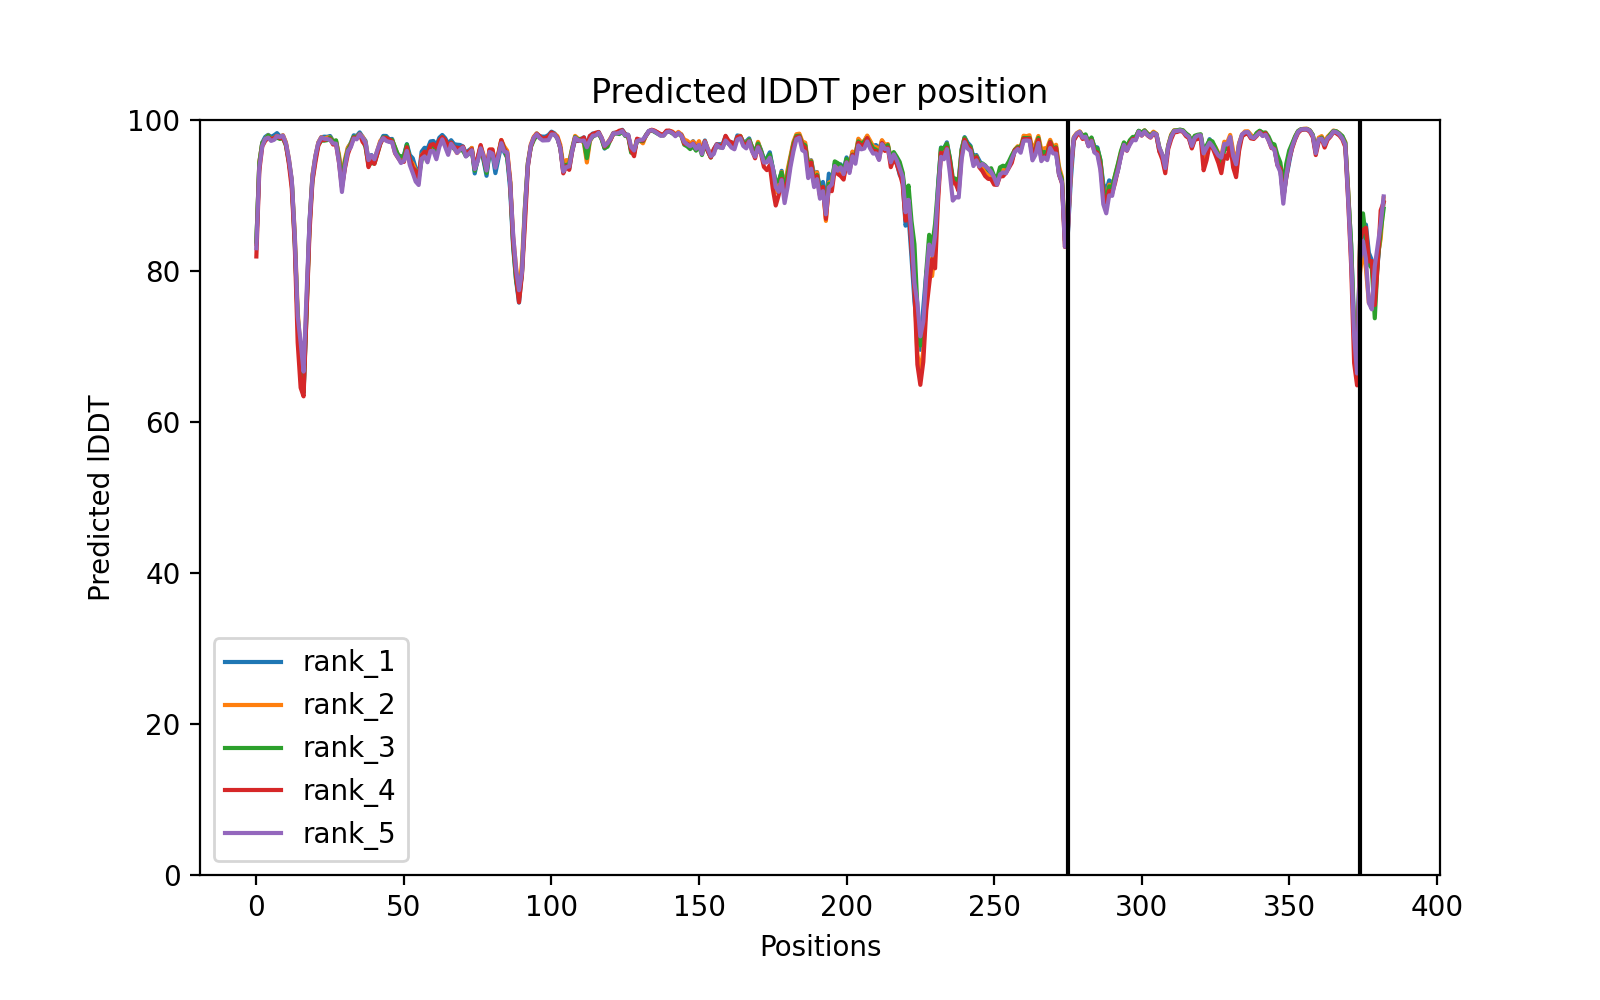 Predicted lDDT per position
100
80
60
40
20
0
Predicted lDDT
rank_1
rank_2
rank_3
rank_4
rank_5
0 50 100 150 200 250 300 350 400
Positions